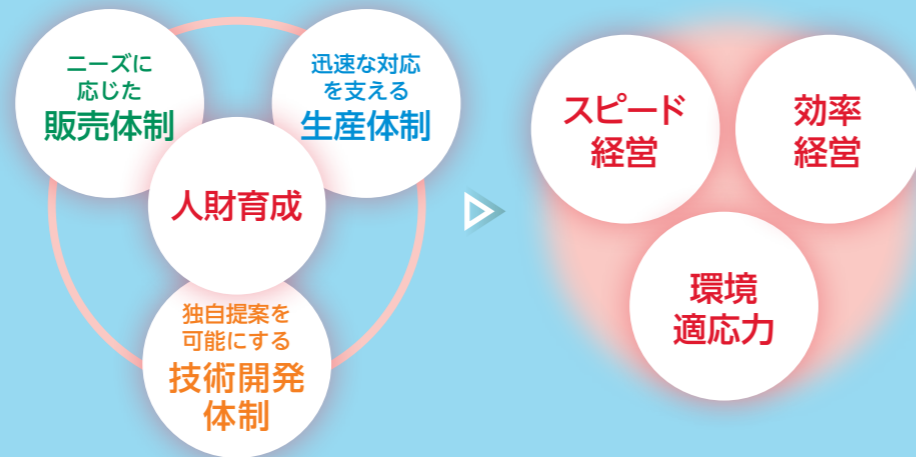 ニーズに
応じた
販売体制
迅速な対応
を支える
生産体制
人財育成
独自提案を
可能にする
技術開発
体制
スピード
経営
効率
経営
環境
適応力